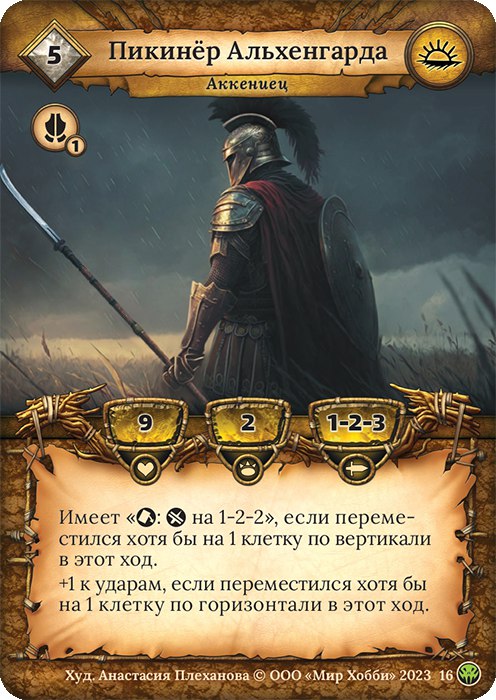 5
Пикинёр Альхенгарда
Аккениец
1
9
2
1-2-3
Имеет «: на 1-2-2», если переме-
стился хотя бы на 1 клетку по вертикали
в этот ход.
+1 к ударам, если переместился хотя бы
на 1 клетку по горизонтали в этот ход.
Худ. Анастасия Плеханова © ООО «Мир Хобби» 2023 16